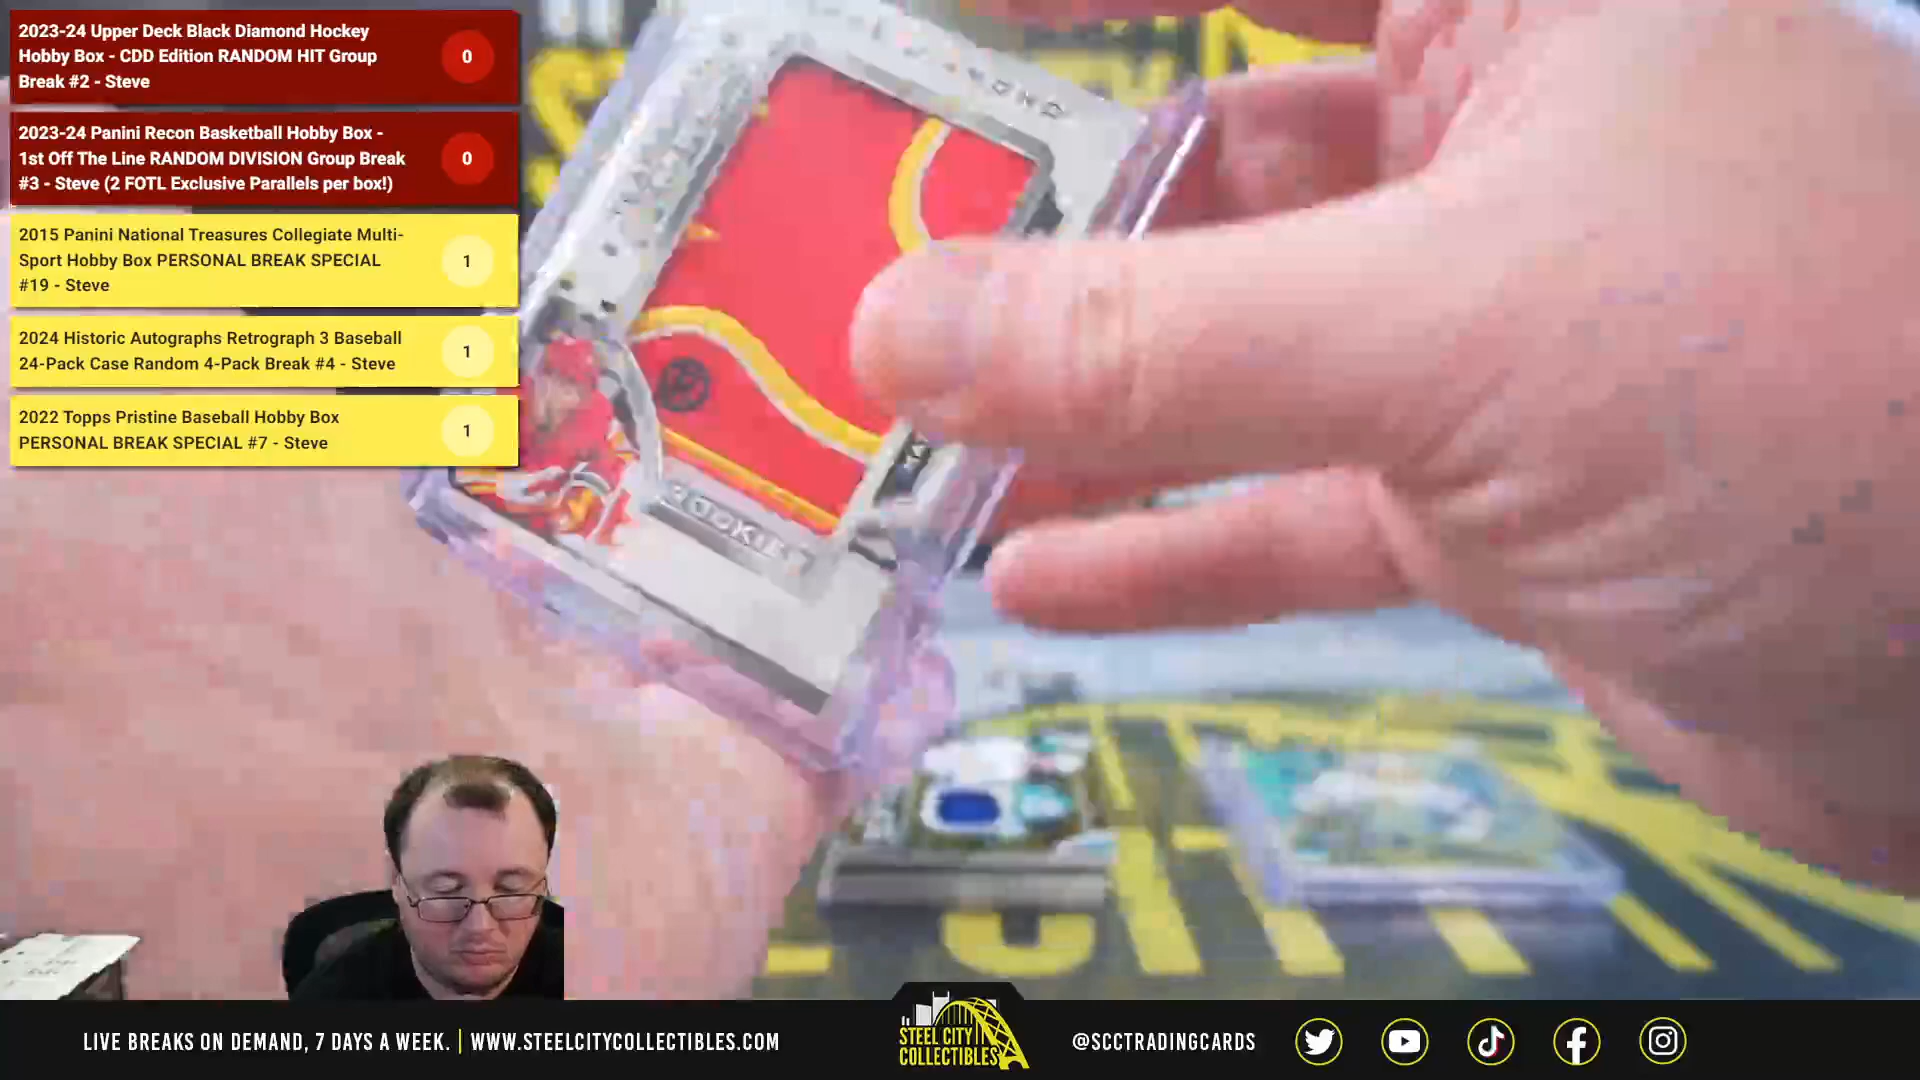 2023-24 Upper Deck Black Diamond Hockey
Hobby Box - CDD Edition RANDOM HIT Group
Break #2 - Steve
0
2023-24 Panini Recon Basketball Hobby Box -
1st Off The Line RANDOM DIVISION Group Break
#3 - Steve (2 FOTL Exclusive Parallels per box!)
0
2015 Panini National Treasures Collegiate Multi-
Sport Hobby Box PERSONAL BREAK SPECIAL
#19 - Steve
1
2024 Historic Autographs Retrograph 3 Baseball
24-Pack Case Random 4-Pack Break #4 - Steve
1
2022 Topps Pristine Baseball Hobby Box
PERSONAL BREAK SPECIAL #7 - Steve
1
ROOKIE
LIVE BREAKS ON DEMAND, 7 DAYS A WEEK. | WWW.STEELCITYCOLLECTIBLES.COM
STEEL CITY
COLLECTIBLES
@SCCTRADINGCARDS